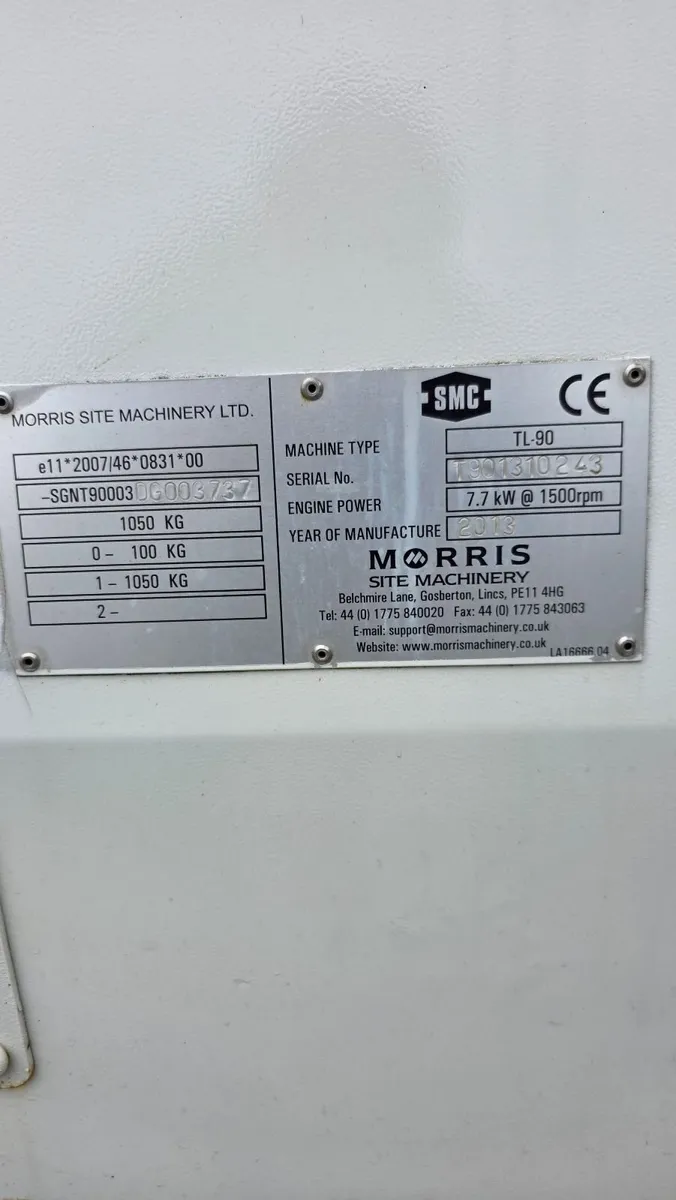 MORRIS SITE MACHINERY LTD.
e11*2007/46*0831*00
-SGNT90003DG003737
1050 KG
0- 100 KG
1- 1050 KG
2-
SMC CE
MACHINE TYPE TL-90
SERIAL No. T901310243
ENGINE POWER 7.7 kW @ 1500rpm
YEAR OF MANUFACTURE 2013
MORRIS
SITE MACHINERY
Belchmire Lane, Gosberton, Lincs, PE11 4HG
Tel: 44 (0) 1775 840020 Fax: 44 (0) 1775 843063
E-mail: support@morrismachinery.co.uk
Website: www.morrismachinery.co.uk
LA16666.04